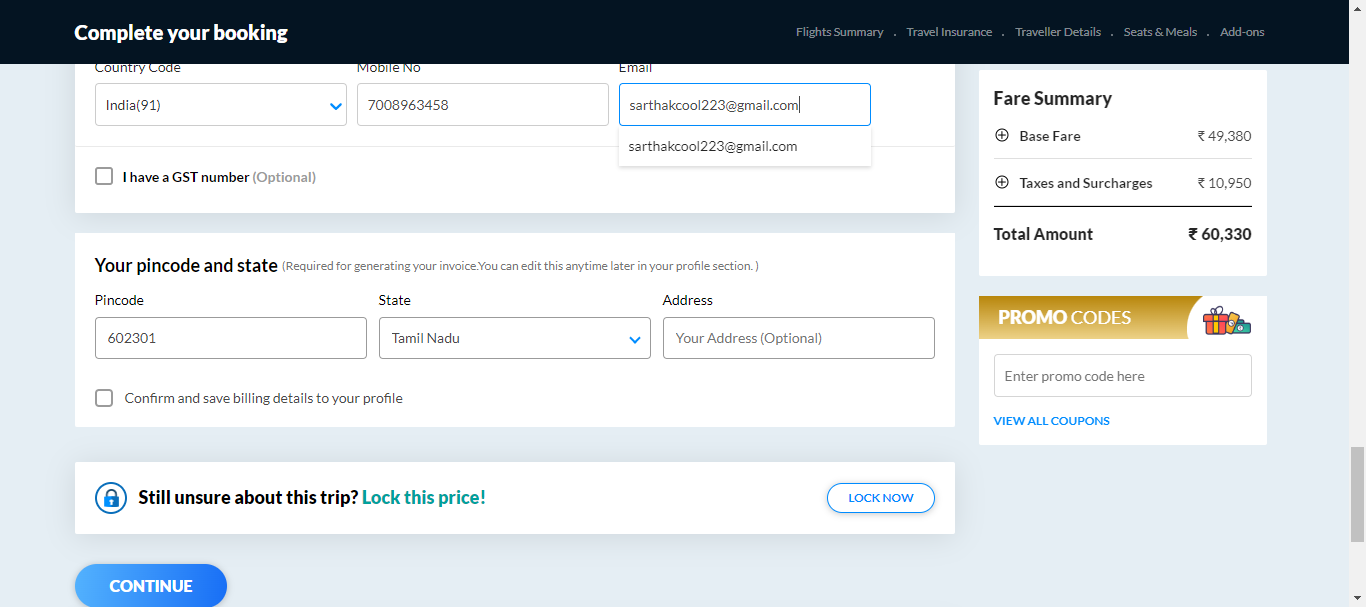 Complete your booking
Flights Summary . Travel Insurance . Traveller Details . Seats & Meals . Add-ons
Country Code Mobile No Email
India(91) 7008963458 sarthakcool223@gmail.com
sarthakcool223@gmail.com
I have a GST number (Optional)
Your pincode and state (Required for generating your invoice.You can edit this anytime later in your profile section. )
Pincode State Address
602301 Tamil Nadu Your Address (Optional)
Confirm and save billing details to your profile
Still unsure about this trip? Lock this price! LOCK NOW
CONTINUE
Fare Summary
Base Fare ₹ 49,380
Taxes and Surcharges ₹ 10,950
Total Amount ₹ 60,330
PROMO CODES
Enter promo code here
VIEW ALL COUPONS